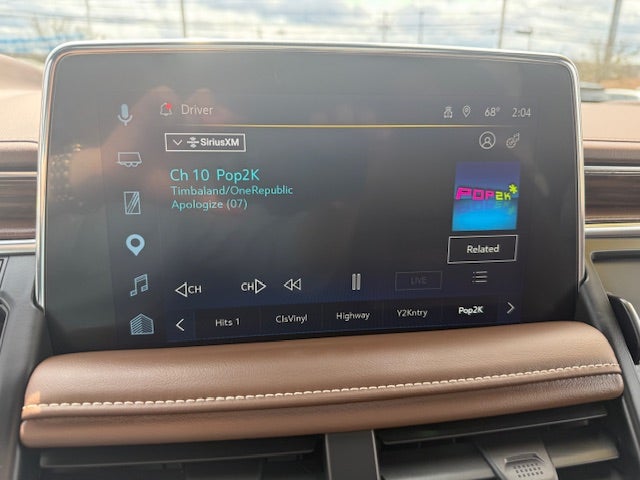 Driver
68° 2:04
SiriusXM
Ch 10 Pop2K
Timbaland/OneRepublic
Apologize (07)
POP2K
Related
CH CH LIVE
Hits 1 ClsVinyl Highway Y2Kntry Pop2K